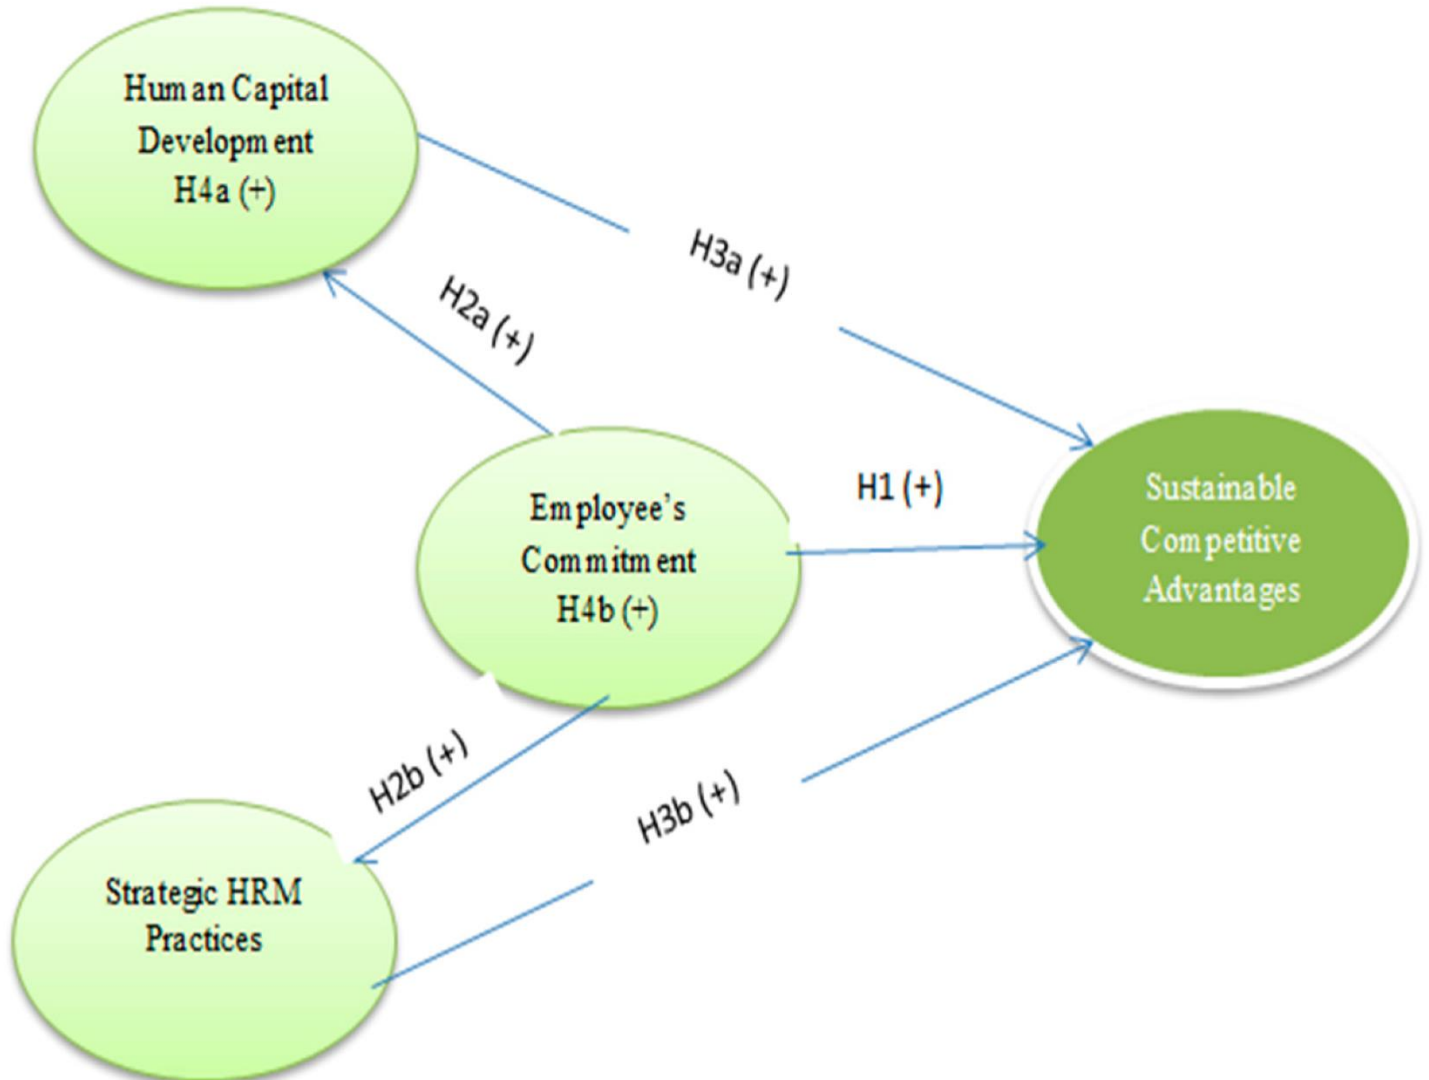 Human Capital
Development
H4a (+)
H3a (+)
H2a (+)
Employee's
Commitment
H4b (+)
H1 (+)
Sustainable
Competitive
Advantages
H2b (+)
H3b (+)
Strategic HRM
Practices